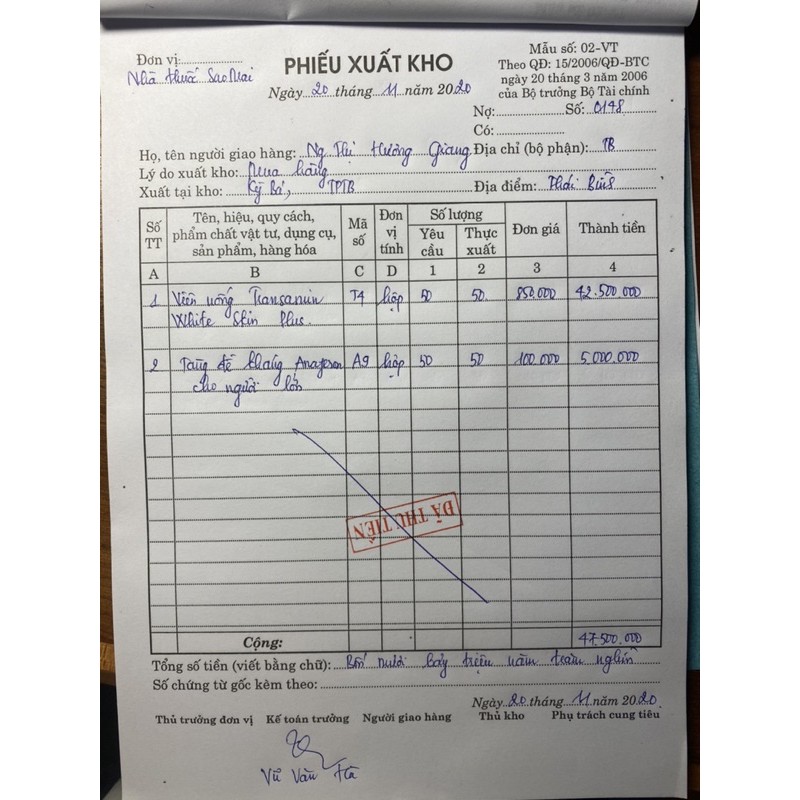 Đơn vị: Nhà thuốc Sao Mai
PHIẾU XUẤT KHO
Ngày 20 tháng 11 năm 2020
Mẫu số: 02-VT
Theo QĐ: 15/2006/QĐ-BTC
ngày 20 tháng 3 năm 2006
của Bộ trưởng Bộ Tài chính
Nợ: Số: 0148
Có:
Họ, tên người giao hàng: Ng Thị Hương Giang Địa chỉ (bộ phận): TB
Lý do xuất kho: Mua hàng
Xuất tại kho: Kỳ Bá, TPTB Địa điểm: Thái Bình
Số TT Tên, hiệu, quy cách, phẩm chất vật tư, dụng cụ, sản phẩm, hàng hóa Mã số Đơn vị tính Số lượng Yêu cầu Thực xuất Đơn giá Thành tiền
A B C D 1 2 3 4
1 Viên uống Transamin T4 hộp 50 50 850.000 42.500.000
White Skin Plus.
2 Tăng đề kháng A9 hộp 50 50 100.000 5.000.000
cho người lớn
ĐÃ THU TIỀN
Cộng: 47.500.000
Tổng số tiền (viết bằng chữ): Bốn mươi bảy triệu năm trăm nghìn
Số chứng từ gốc kèm theo:
Ngày 20 tháng 11 năm 2020
Thủ trưởng đơn vị Kế toán trưởng Người giao hàng Thủ kho Phụ trách cung tiêu
Vũ Văn Hà